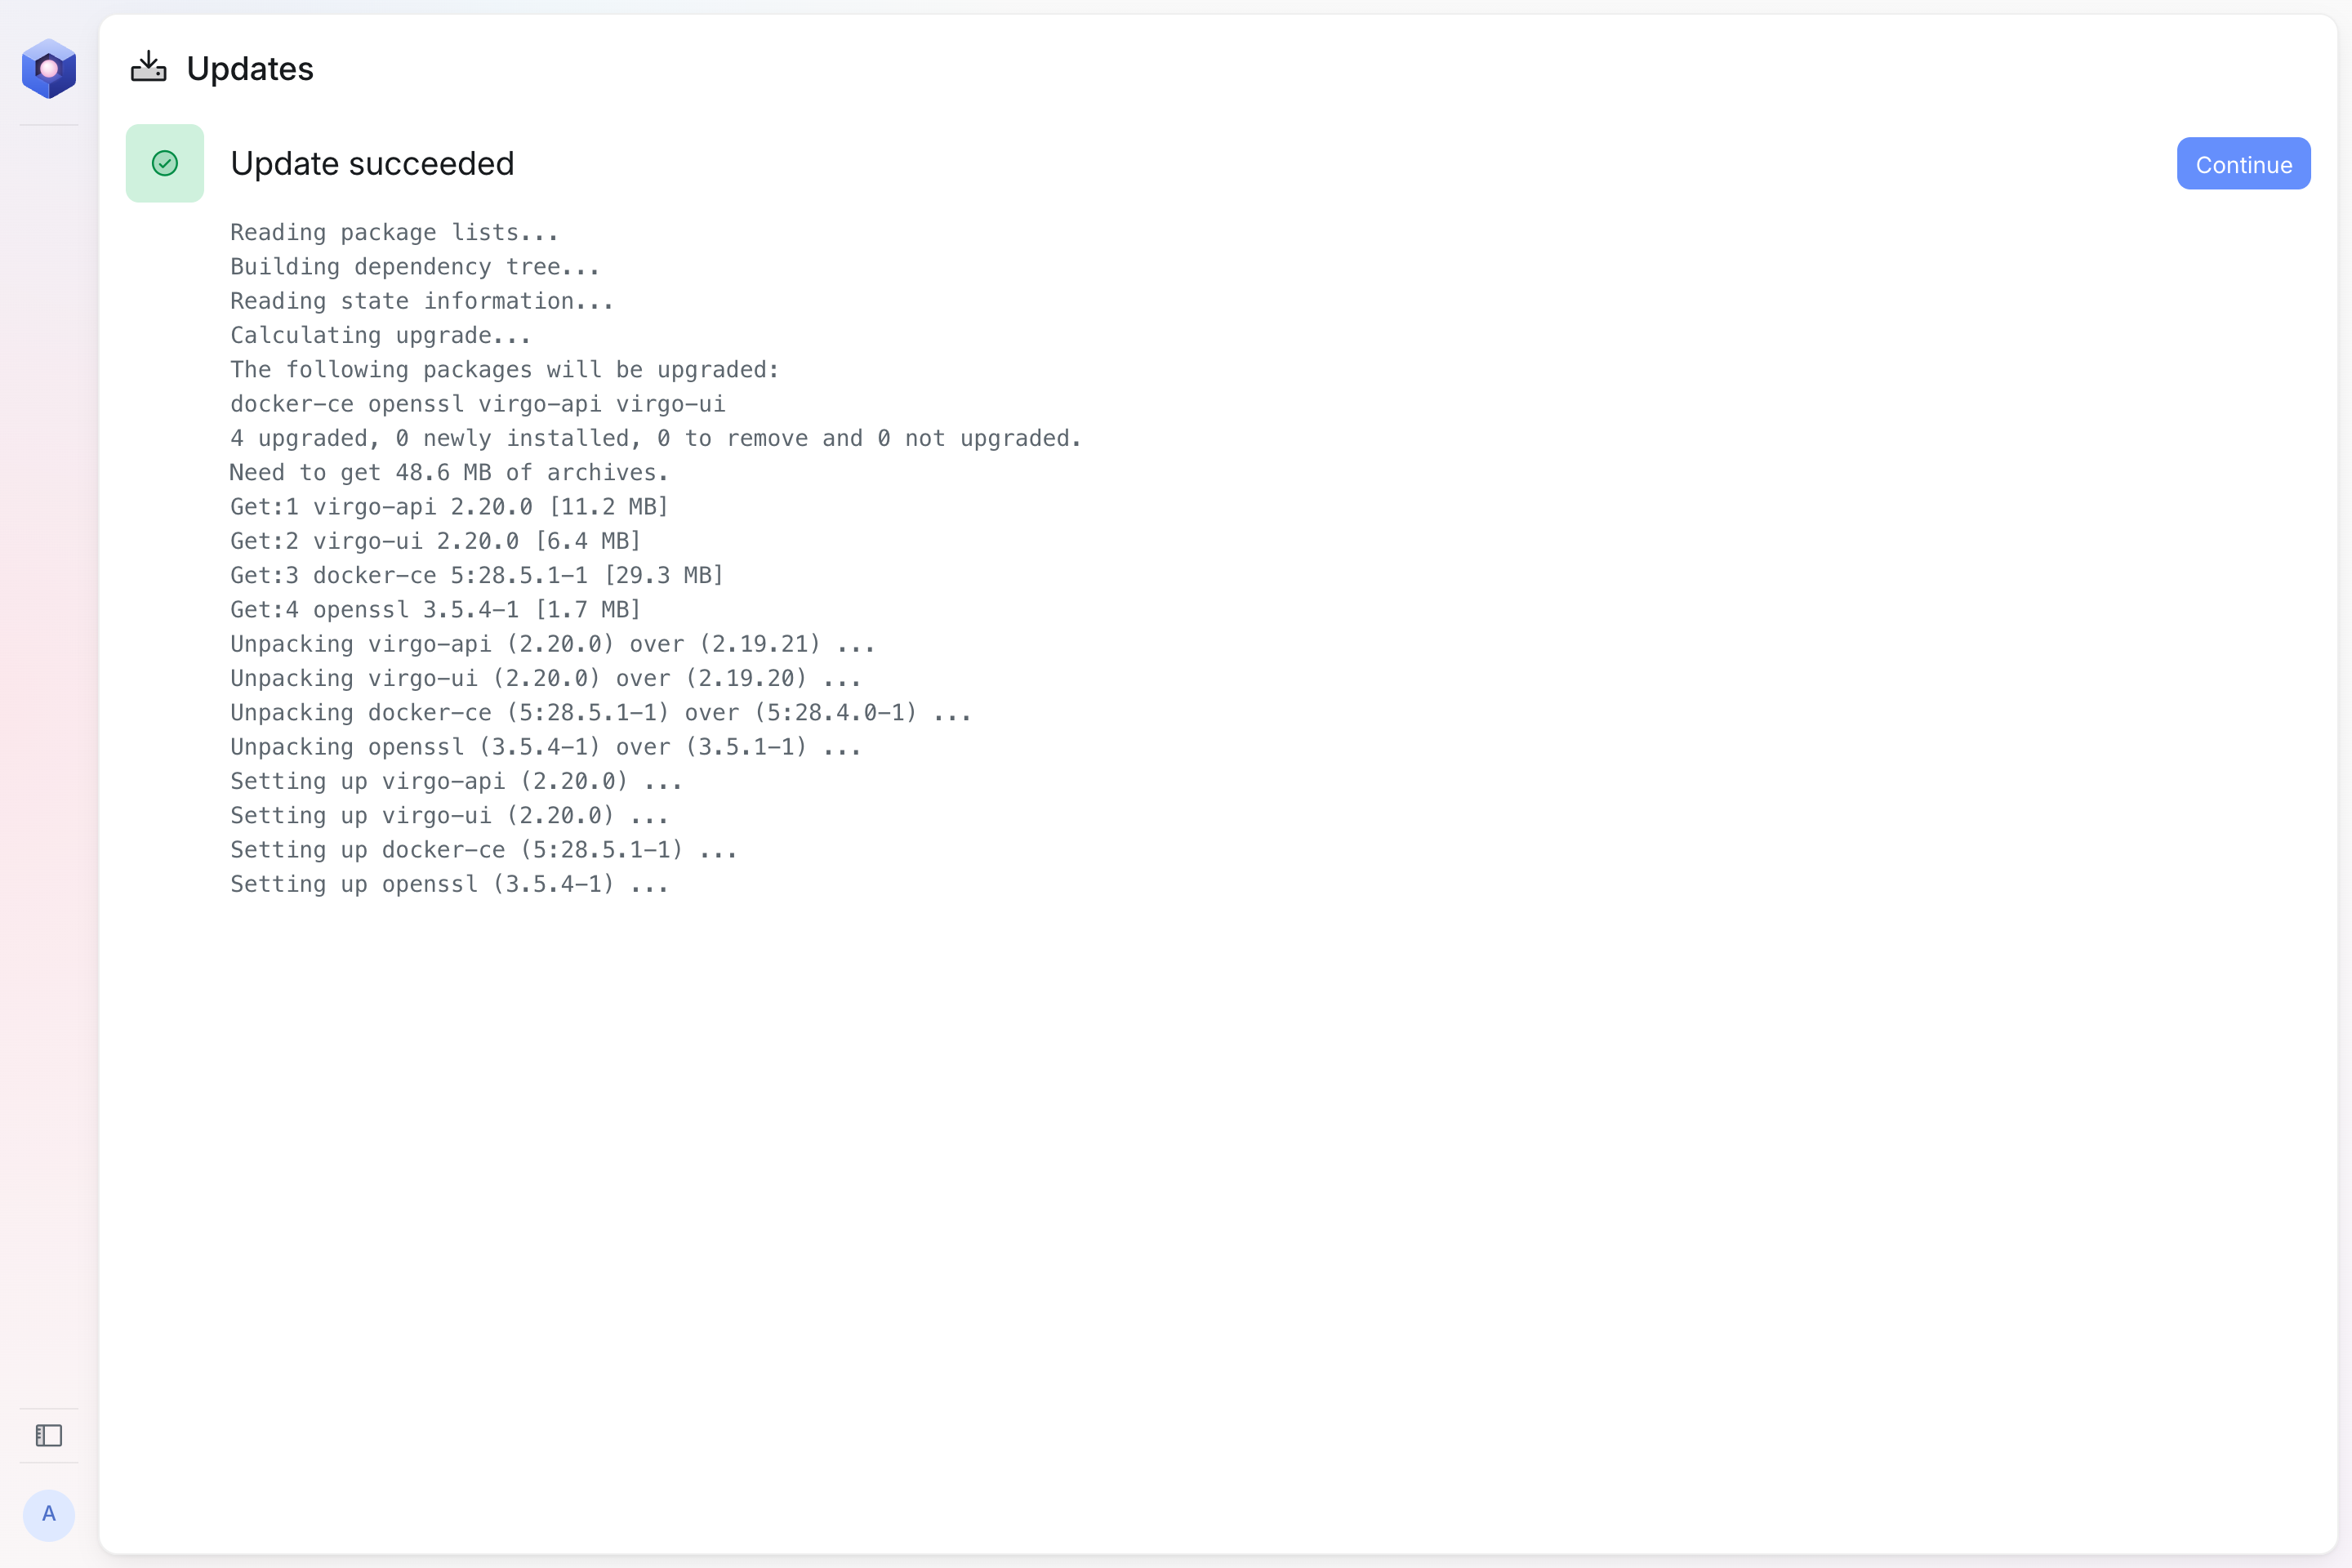 Updates
Update succeeded
Continue
Reading package lists...
Building dependency tree...
Reading state information...
Calculating upgrade...
The following packages will be upgraded:
docker-ce openssl virgo-api virgo-ui
4 upgraded, 0 newly installed, 0 to remove and 0 not upgraded.
Need to get 48.6 MB of archives.
Get:1 virgo-api 2.20.0 [11.2 MB]
Get:2 virgo-ui 2.20.0 [6.4 MB]
Get:3 docker-ce 5:28.5.1-1 [29.3 MB]
Get:4 openssl 3.5.4-1 [1.7 MB]
Unpacking virgo-api (2.20.0) over (2.19.21) ...
Unpacking virgo-ui (2.20.0) over (2.19.20) ...
Unpacking docker-ce (5:28.5.1-1) over (5:28.4.0-1) ...
Unpacking openssl (3.5.4-1) over (3.5.1-1) ...
Setting up virgo-api (2.20.0) ...
Setting up virgo-ui (2.20.0) ...
Setting up docker-ce (5:28.5.1-1) ...
Setting up openssl (3.5.4-1) ...
A